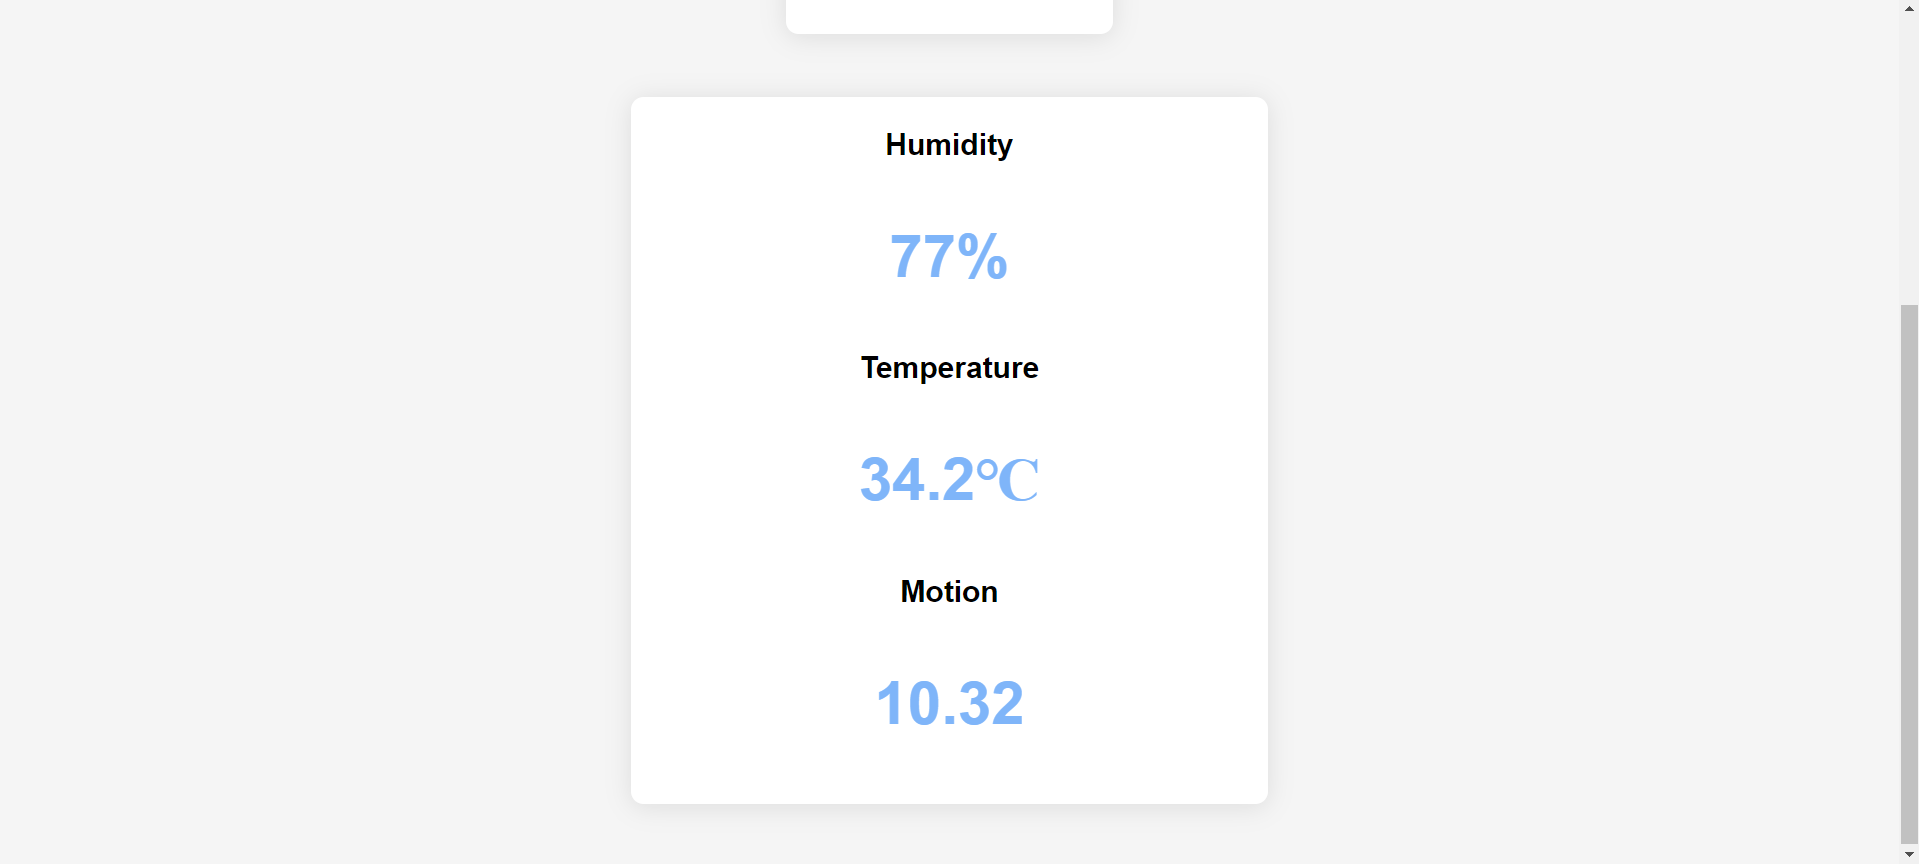 Humidity
77%
Temperature
34.2℃
Motion
10.32